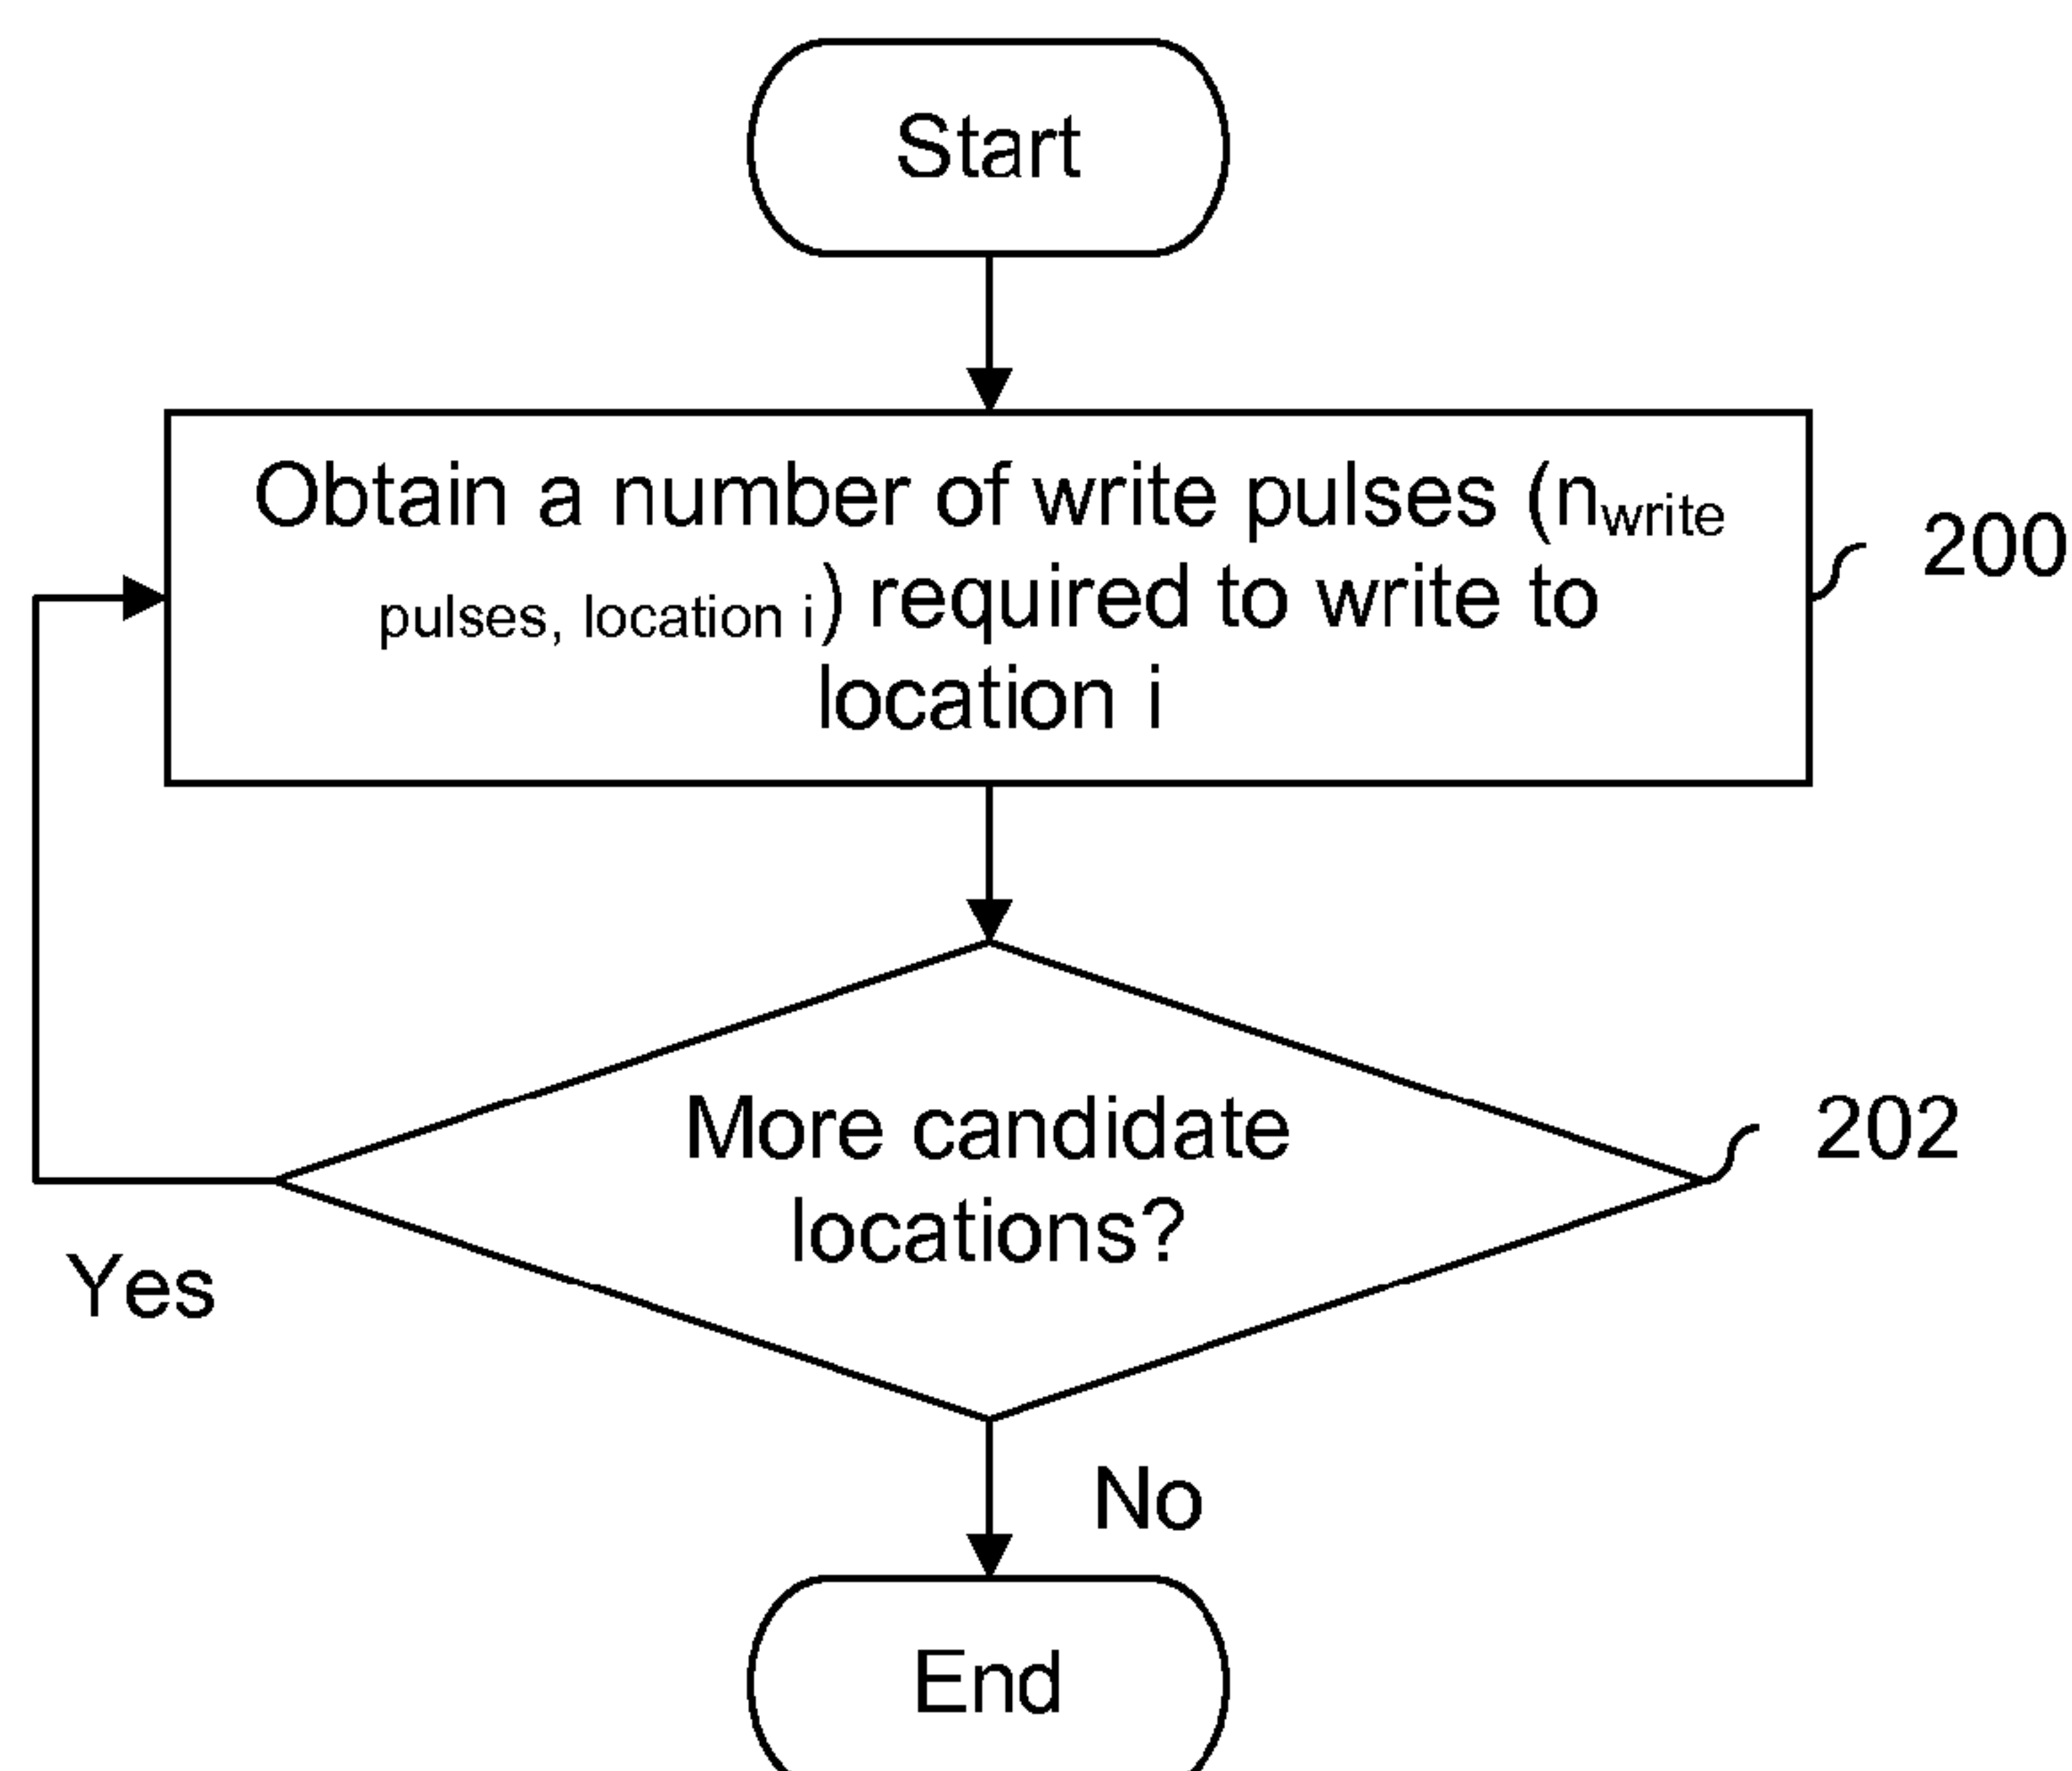 Start
Obtain a number of write pulses (nwrite
pulses, location i) required to write to
location i
200
More candidate
locations?
202
Yes
No
End